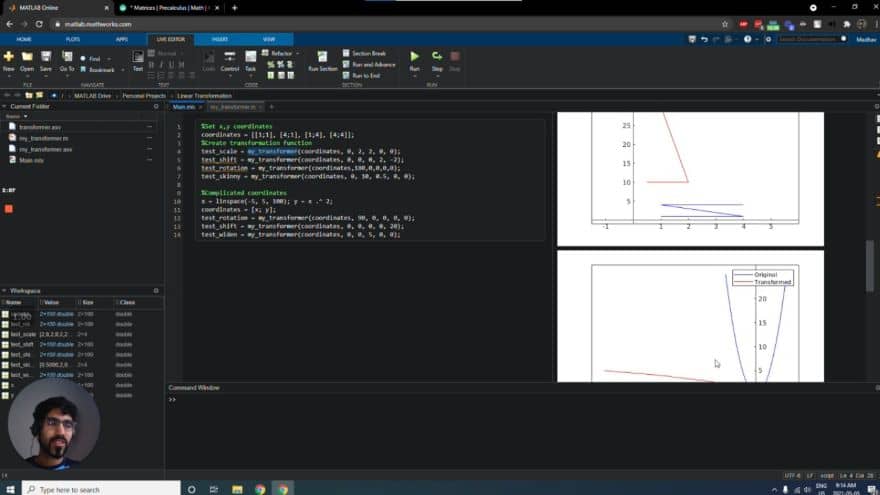 MATLAB Online
* Matrices | Precalculus | Math |
matlab.mathworks.com
HOME
PLOTS
APPS
LIVE EDITOR
INSERT
VIEW
Search Documentation
Madhav
New
Open
Save
Go To
Find
Bookmark
Text
Normal
Code
Control
Task
Refactor
Run Section
Section Break
Run and Advance
Run to End
Run
Step
Stop
FILE
NAVIGATE
TEXT
CODE
SECTION
RUN
/ › MATLAB Drive › Personal Projects › Linear Transformation
Current Folder
Name
transformer.asv
my_transformer.m
my_transformer.asv
Main.mlx
Main.mlx
my_transformer.m
1 %Set x,y coordinates
2 coordinates = [[1;1], [4;1], [1;4], [4;4]];
3 %Create transformation function
4 test_scale = my_transformer(coordinates, 0, 2, 2, 0, 0);
5 test_shift = my_transformer(coordinates, 0, 0, 0, 2, -2);
6 test_rotation = my_transformer(coordinates,180,0,0,0,0);
7 test_skinny = my_transformer(coordinates, 0, 10, 0.5, 0, 0);
8
9 %Complicated coordinates
10 x = linspace(-5, 5, 100); y = x .^ 2;
11 coordinates = [x; y];
12 test_rotation = my_transformer(coordinates, 90, 0, 0, 0, 0);
13 test_shift = my_transformer(coordinates, 0, 0, 0, 0, 20);
14 test_widen = my_transformer(coordinates, 0, 0, 5, 0, 0);
25
20
15
10
5
-1
1
2
3
4
5
Original
Transformed
20
15
10
5
Workspace
Name Value Size Class
2×100 double 2×100 double
2×100 double 2×100 double
test_scale [2,8,2,8;2,2... 2×4 double
test_shift 2×100 double 2×100 double
2×100 double 2×100 double
2×4 double
2×100 double 2×100 double
Command Window
>>
UTF-8 LF script Ln 4 Col 28
Type here to search
ENG
9:14 AM